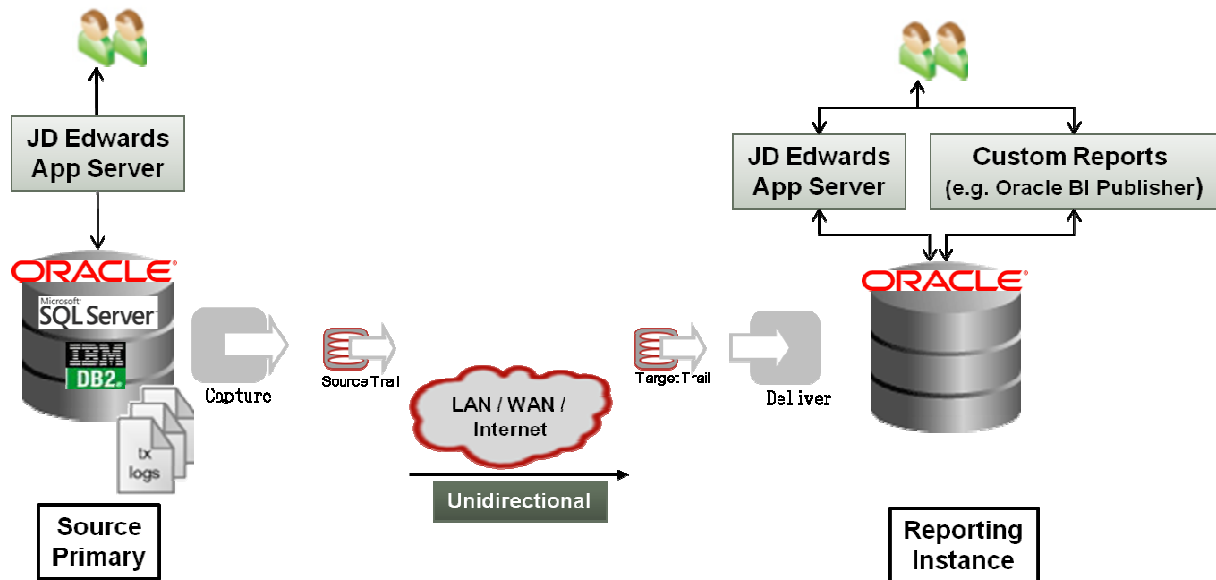 JD Edwards
App Server
ORACLE®
Microsoft®
SQL Server
IBM
DB2®
tx
logs
Source
Primary
Capture
Source Trail
LAN / WAN /
Internet
Unidirectional
Target Trail
Deliver
JD Edwards
App Server
Custom Reports
(e.g. Oracle BI Publisher)
ORACLE®
Reporting
Instance